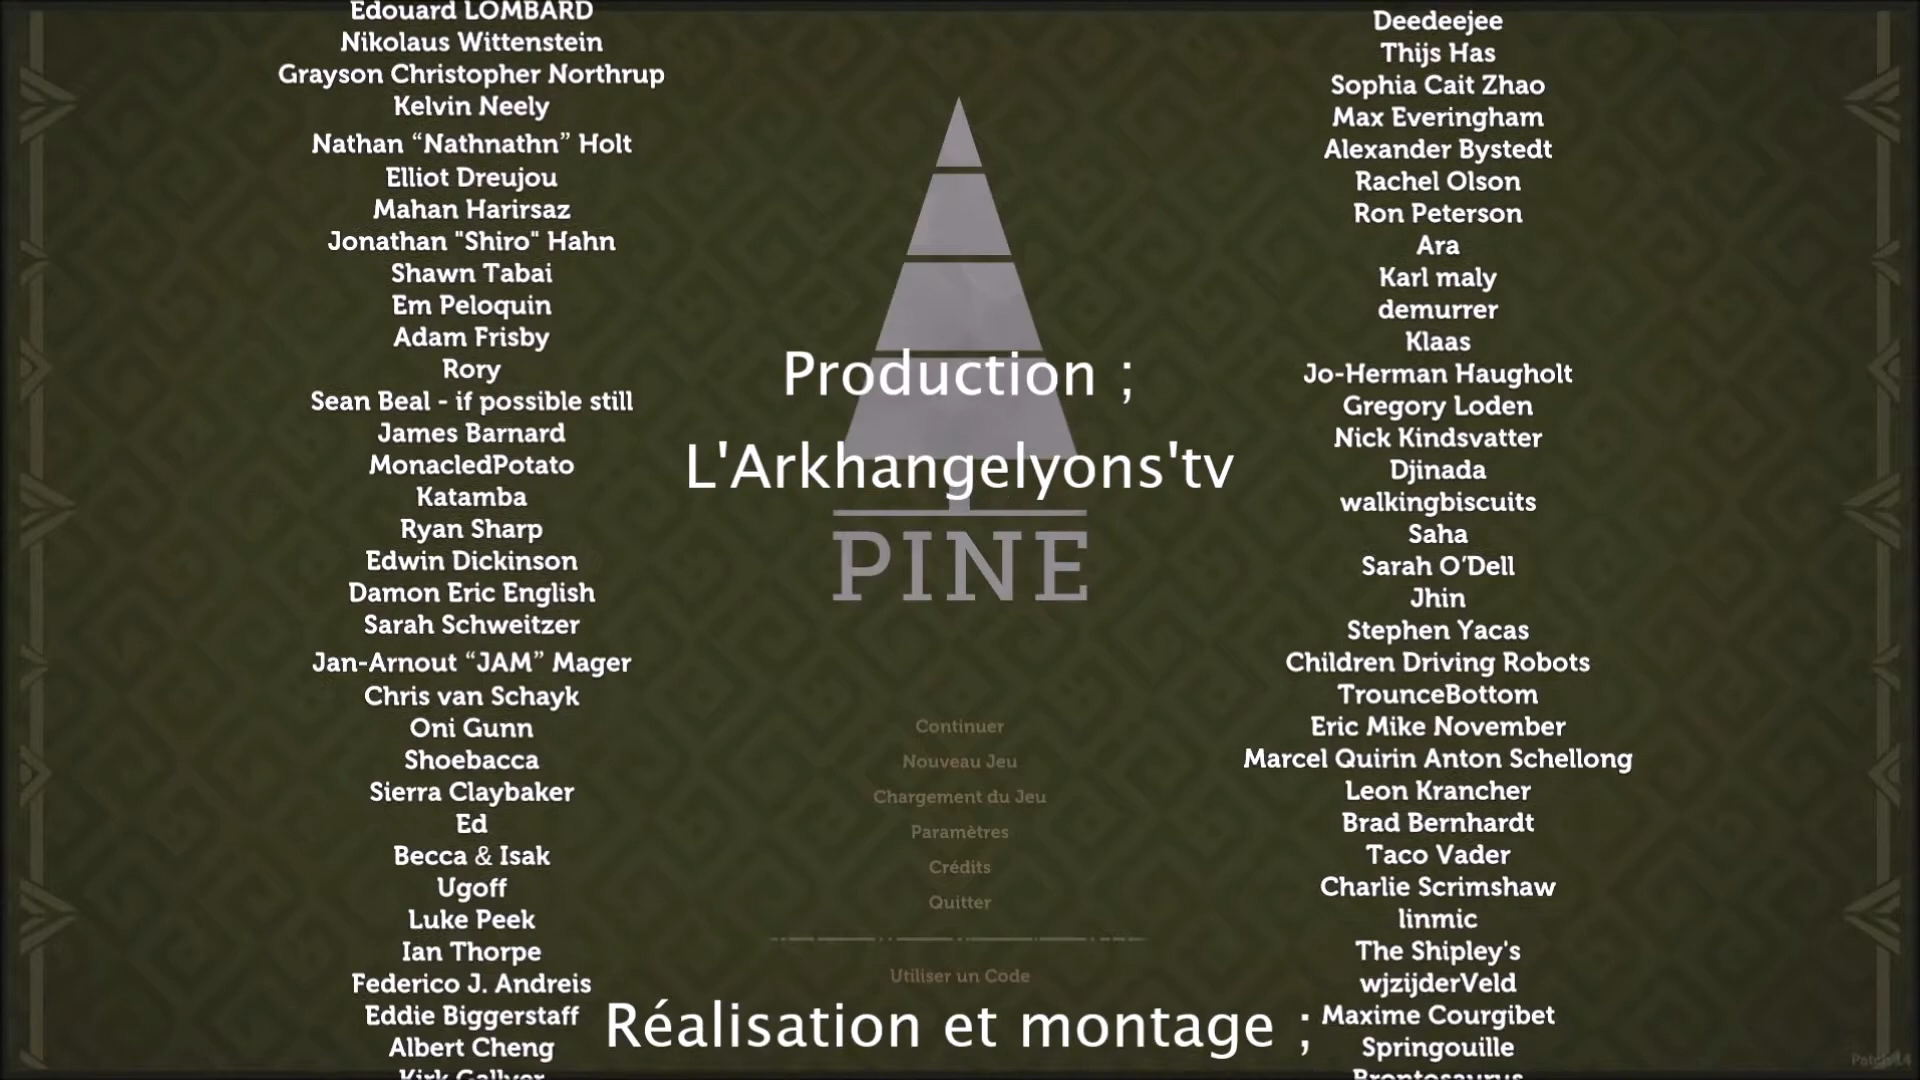 Edouard LOMBARD
Nikolaus Wittenstein
Grayson Christopher Northrup
Kelvin Neely
Nathan “Nathnathn” Holt
Elliot Dreujou
Mahan Harirsaz
Jonathan "Shiro" Hahn
Shawn Tabai
Em Peloquin
Adam Frisby
Rory
Sean Beal - if possible still
James Barnard
MonacledPotato
Katamba
Ryan Sharp
Edwin Dickinson
Damon Eric English
Sarah Schweitzer
Jan-Arnout “JAM” Mager
Chris van Schayk
Oni Gunn
Shoebacca
Sierra Claybaker
Ed
Becca & Isak
Ugoff
Luke Peek
Ian Thorpe
Federico J. Andreis
Eddie Biggerstaff
Albert Cheng
Production ;
L'Arkhangelyons'tv
PINE
Continuer
Nouveau Jeu
Chargement du Jeu
Paramètres
Crédits
Quitter
Utiliser un Code
Réalisation et montage ;
Deedeejee
Thijs Has
Sophia Cait Zhao
Max Everingham
Alexander Bystedt
Rachel Olson
Ron Peterson
Ara
Karl maly
demurrer
Klaas
Jo-Herman Haugholt
Gregory Loden
Nick Kindsvatter
Djinada
walkingbiscuits
Saha
Sarah O’Dell
Jhin
Stephen Yacas
Children Driving Robots
TrounceBottom
Eric Mike November
Marcel Quirin Anton Schellong
Leon Krancher
Brad Bernhardt
Taco Vader
Charlie Scrimshaw
linmic
The Shipley's
wjzijderVeld
Maxime Courgibet
Springouille